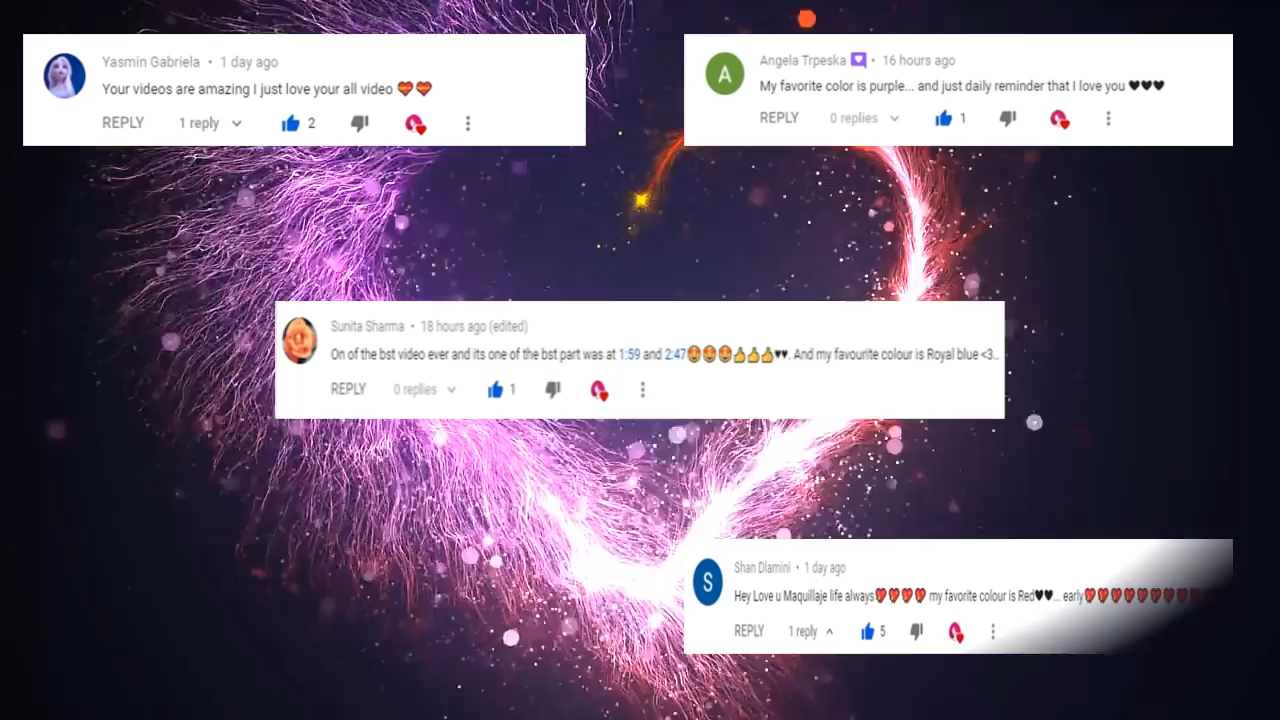 Yasmin Gabriela • 1 day ago
Your videos are amazing I just love your all video 💝💝
REPLY 1 reply 2
A
Angela Trpeska • 16 hours ago
My favorite color is purple... and just daily reminder that I love you 🖤🖤🖤
REPLY 0 replies 1
Sunita Sharma • 18 hours ago (edited)
On of the bst video ever and its one of the bst part was at 1:59 and 2:47😍😍😍👍👍👍♥♥. And my favourite colour is Royal blue <3..
REPLY 0 replies 1
S
Shan Dlamini • 1 day ago
Hey Love u Maquillaje life always❣❣❣❣ my favorite colour is Red♥♥... early❣❣❣❣❣❣❣❣❣
REPLY 1 reply 5